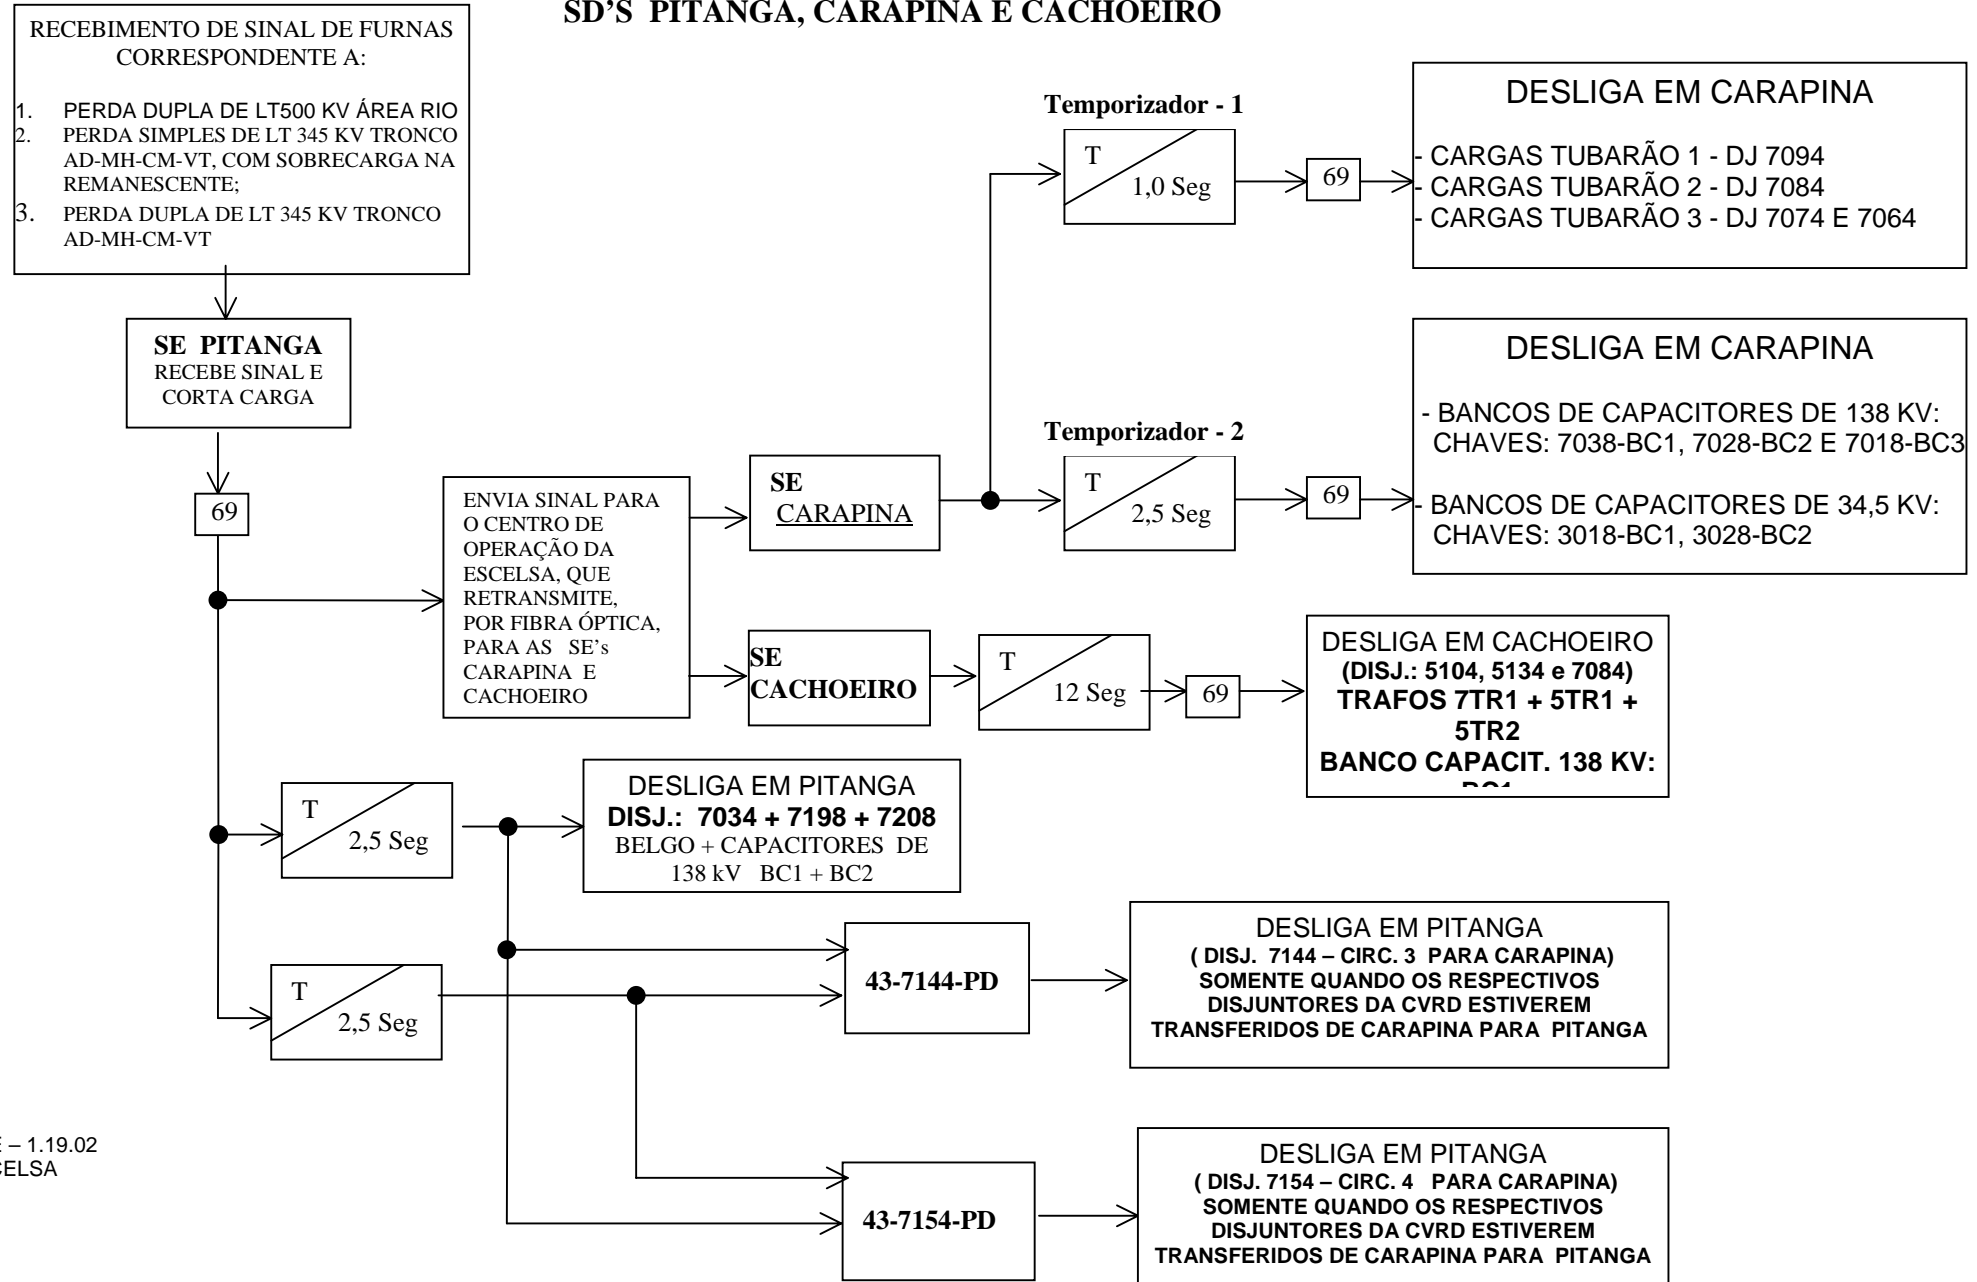 SD'S PITANGA, CARAPINA E CACHOEIRO
RECEBIMENTO DE SINAL DE FURNAS
CORRESPONDENTE A:
1. PERDA DUPLA DE LT500 KV ÁREA RIO
2. PERDA SIMPLES DE LT 345 KV TRONCO
AD-MH-CM-VT, COM SOBRECARGA NA
REMANESCENTE;
3. PERDA DUPLA DE LT 345 KV TRONCO
AD-MH-CM-VT
SE PITANGA
RECEBE SINAL E
CORTA CARGA
69
ENVIA SINAL PARA
O CENTRO DE
OPERAÇÃO DA
ESCELSA, QUE
RETRANSMITE,
POR FIBRA ÓPTICA,
PARA AS SE's
CARAPINA E
CACHOEIRO
SE
CARAPINA
Temporizador - 1
T
1,0 Seg
69
DESLIGA EM CARAPINA
- CARGAS TUBARÃO 1 - DJ 7094
- CARGAS TUBARÃO 2 - DJ 7084
- CARGAS TUBARÃO 3 - DJ 7074 E 7064
Temporizador - 2
T
2,5 Seg
69
DESLIGA EM CARAPINA
- BANCOS DE CAPACITORES DE 138 KV:
CHAVES: 7038-BC1, 7028-BC2 E 7018-BC3
- BANCOS DE CAPACITORES DE 34,5 KV:
CHAVES: 3018-BC1, 3028-BC2
SE
CACHOEIRO
T
12 Seg
69
DESLIGA EM CACHOEIRO
(DISJ.: 5104, 5134 e 7084)
TRAFOS 7TR1 + 5TR1 +
5TR2
BANCO CAPACIT. 138 KV:
T
2,5 Seg
DESLIGA EM PITANGA
DISJ.: 7034 + 7198 + 7208
BELGO + CAPACITORES DE
138 kV BC1 + BC2
T
2,5 Seg
43-7144-PD
DESLIGA EM PITANGA
( DISJ. 7144 – CIRC. 3 PARA CARAPINA)
SOMENTE QUANDO OS RESPECTIVOS
DISJUNTORES DA CVRD ESTIVEREM
TRANSFERIDOS DE CARAPINA PARA PITANGA
43-7154-PD
DESLIGA EM PITANGA
( DISJ. 7154 – CIRC. 4 PARA CARAPINA)
SOMENTE QUANDO OS RESPECTIVOS
DISJUNTORES DA CVRD ESTIVEREM
TRANSFERIDOS DE CARAPINA PARA PITANGA
– 1.19.02
CELSA